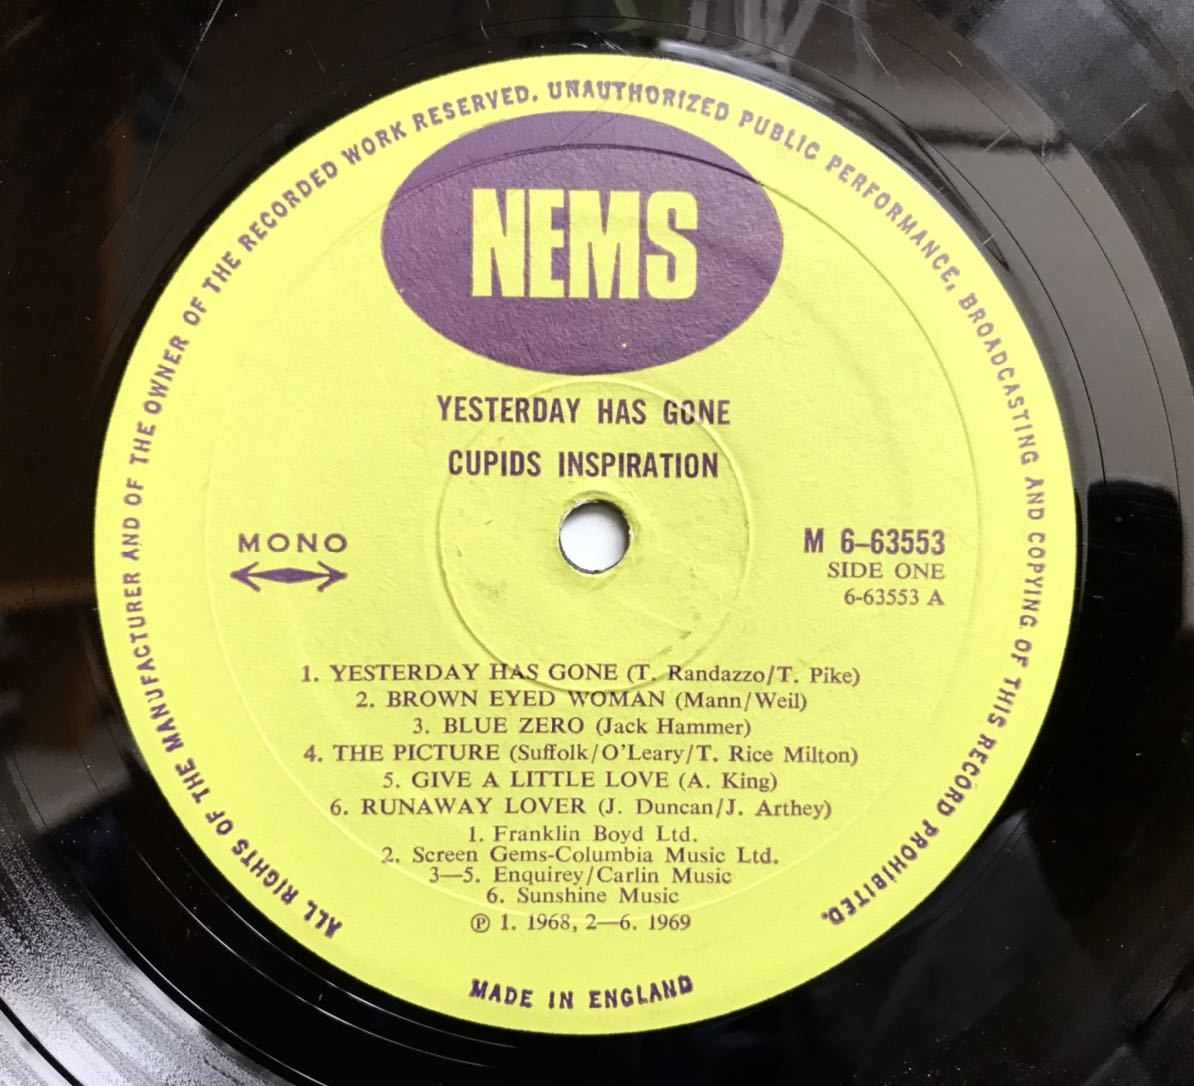 ALL RIGHTS OF THE MANUFACTURER AND OF THE OWNER OF THE RECORDED WORK RESERVED. UNAUTHORIZED PUBLIC PERFORMANCE, BROADCASTING AND COPYING OF THIS RECORD PROHIBITED.
NEMS
YESTERDAY HAS GONE
CUPIDS INSPIRATION
MONO
M 6-63553
SIDE ONE
6-63553 A
1. YESTERDAY HAS GONE (T. Randazzo/T. Pike)
2. BROWN EYED WOMAN (Mann/Weil)
3. BLUE ZERO (Jack Hammer)
4. THE PICTURE (Suffolk/O'Leary/T. Rice Milton)
5. GIVE A LITTLE LOVE (A. King)
6. RUNAWAY LOVER (J. Duncan/J. Arthey)
1. Franklin Boyd Ltd.
2. Screen Gems-Columbia Music Ltd.
3—5. Enquirey/Carlin Music
6. Sunshine Music
℗ 1. 1968, 2—6. 1969
MADE IN ENGLAND